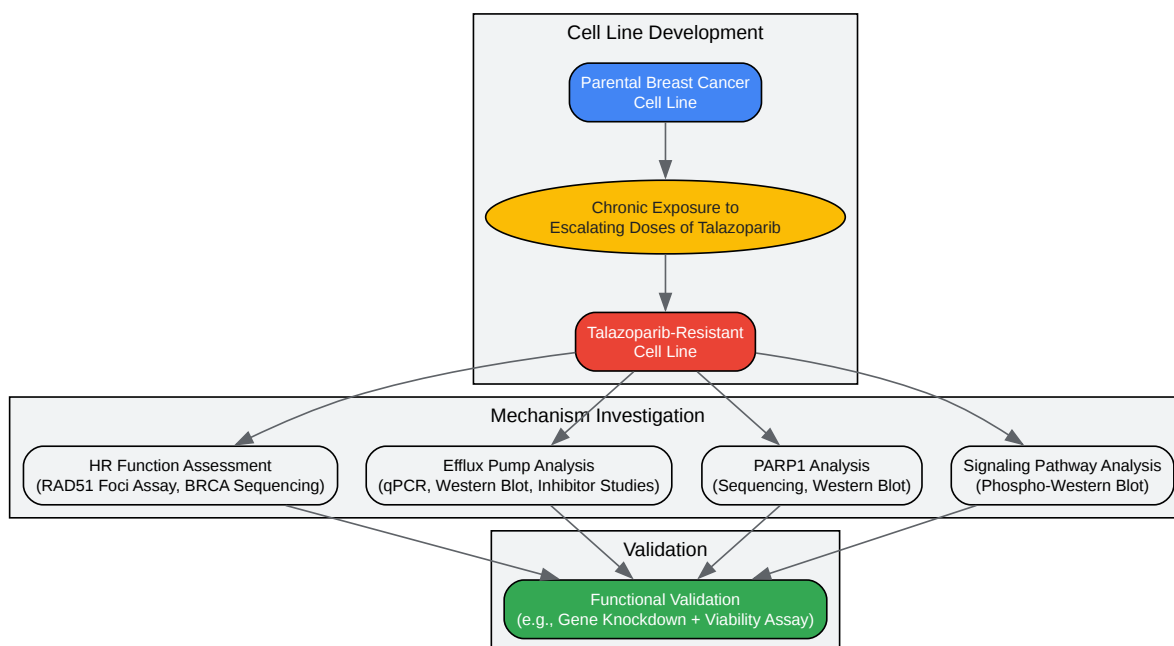 Cell Line Development
Parental Breast Cancer
Cell Line
Chronic Exposure to
Escalating Doses of Talazoparib
Talazoparib-Resistant
Cell Line
Mechanism Investigation
HR Function Assessment
(RAD51 Foci Assay, BRCA Sequencing)
Efflux Pump Analysis
(qPCR, Western Blot, Inhibitor Studies)
PARP1 Analysis
(Sequencing, Western Blot)
Signaling Pathway Analysis
(Phospho-Western Blot)
Validation
Functional Validation
(e.g., Gene Knockdown + Viability Assay)